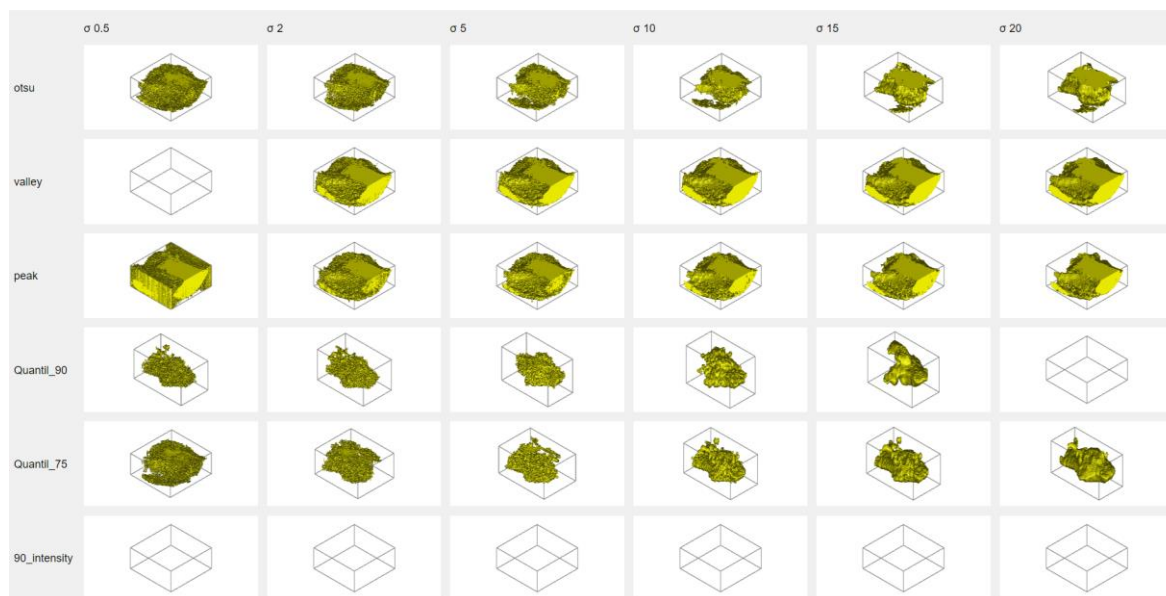 σ 0.5 σ 2 σ 5 σ 10 σ 15 σ 20
otsu
valley
peak
Quantil_90
Quantil_75
90_intensity